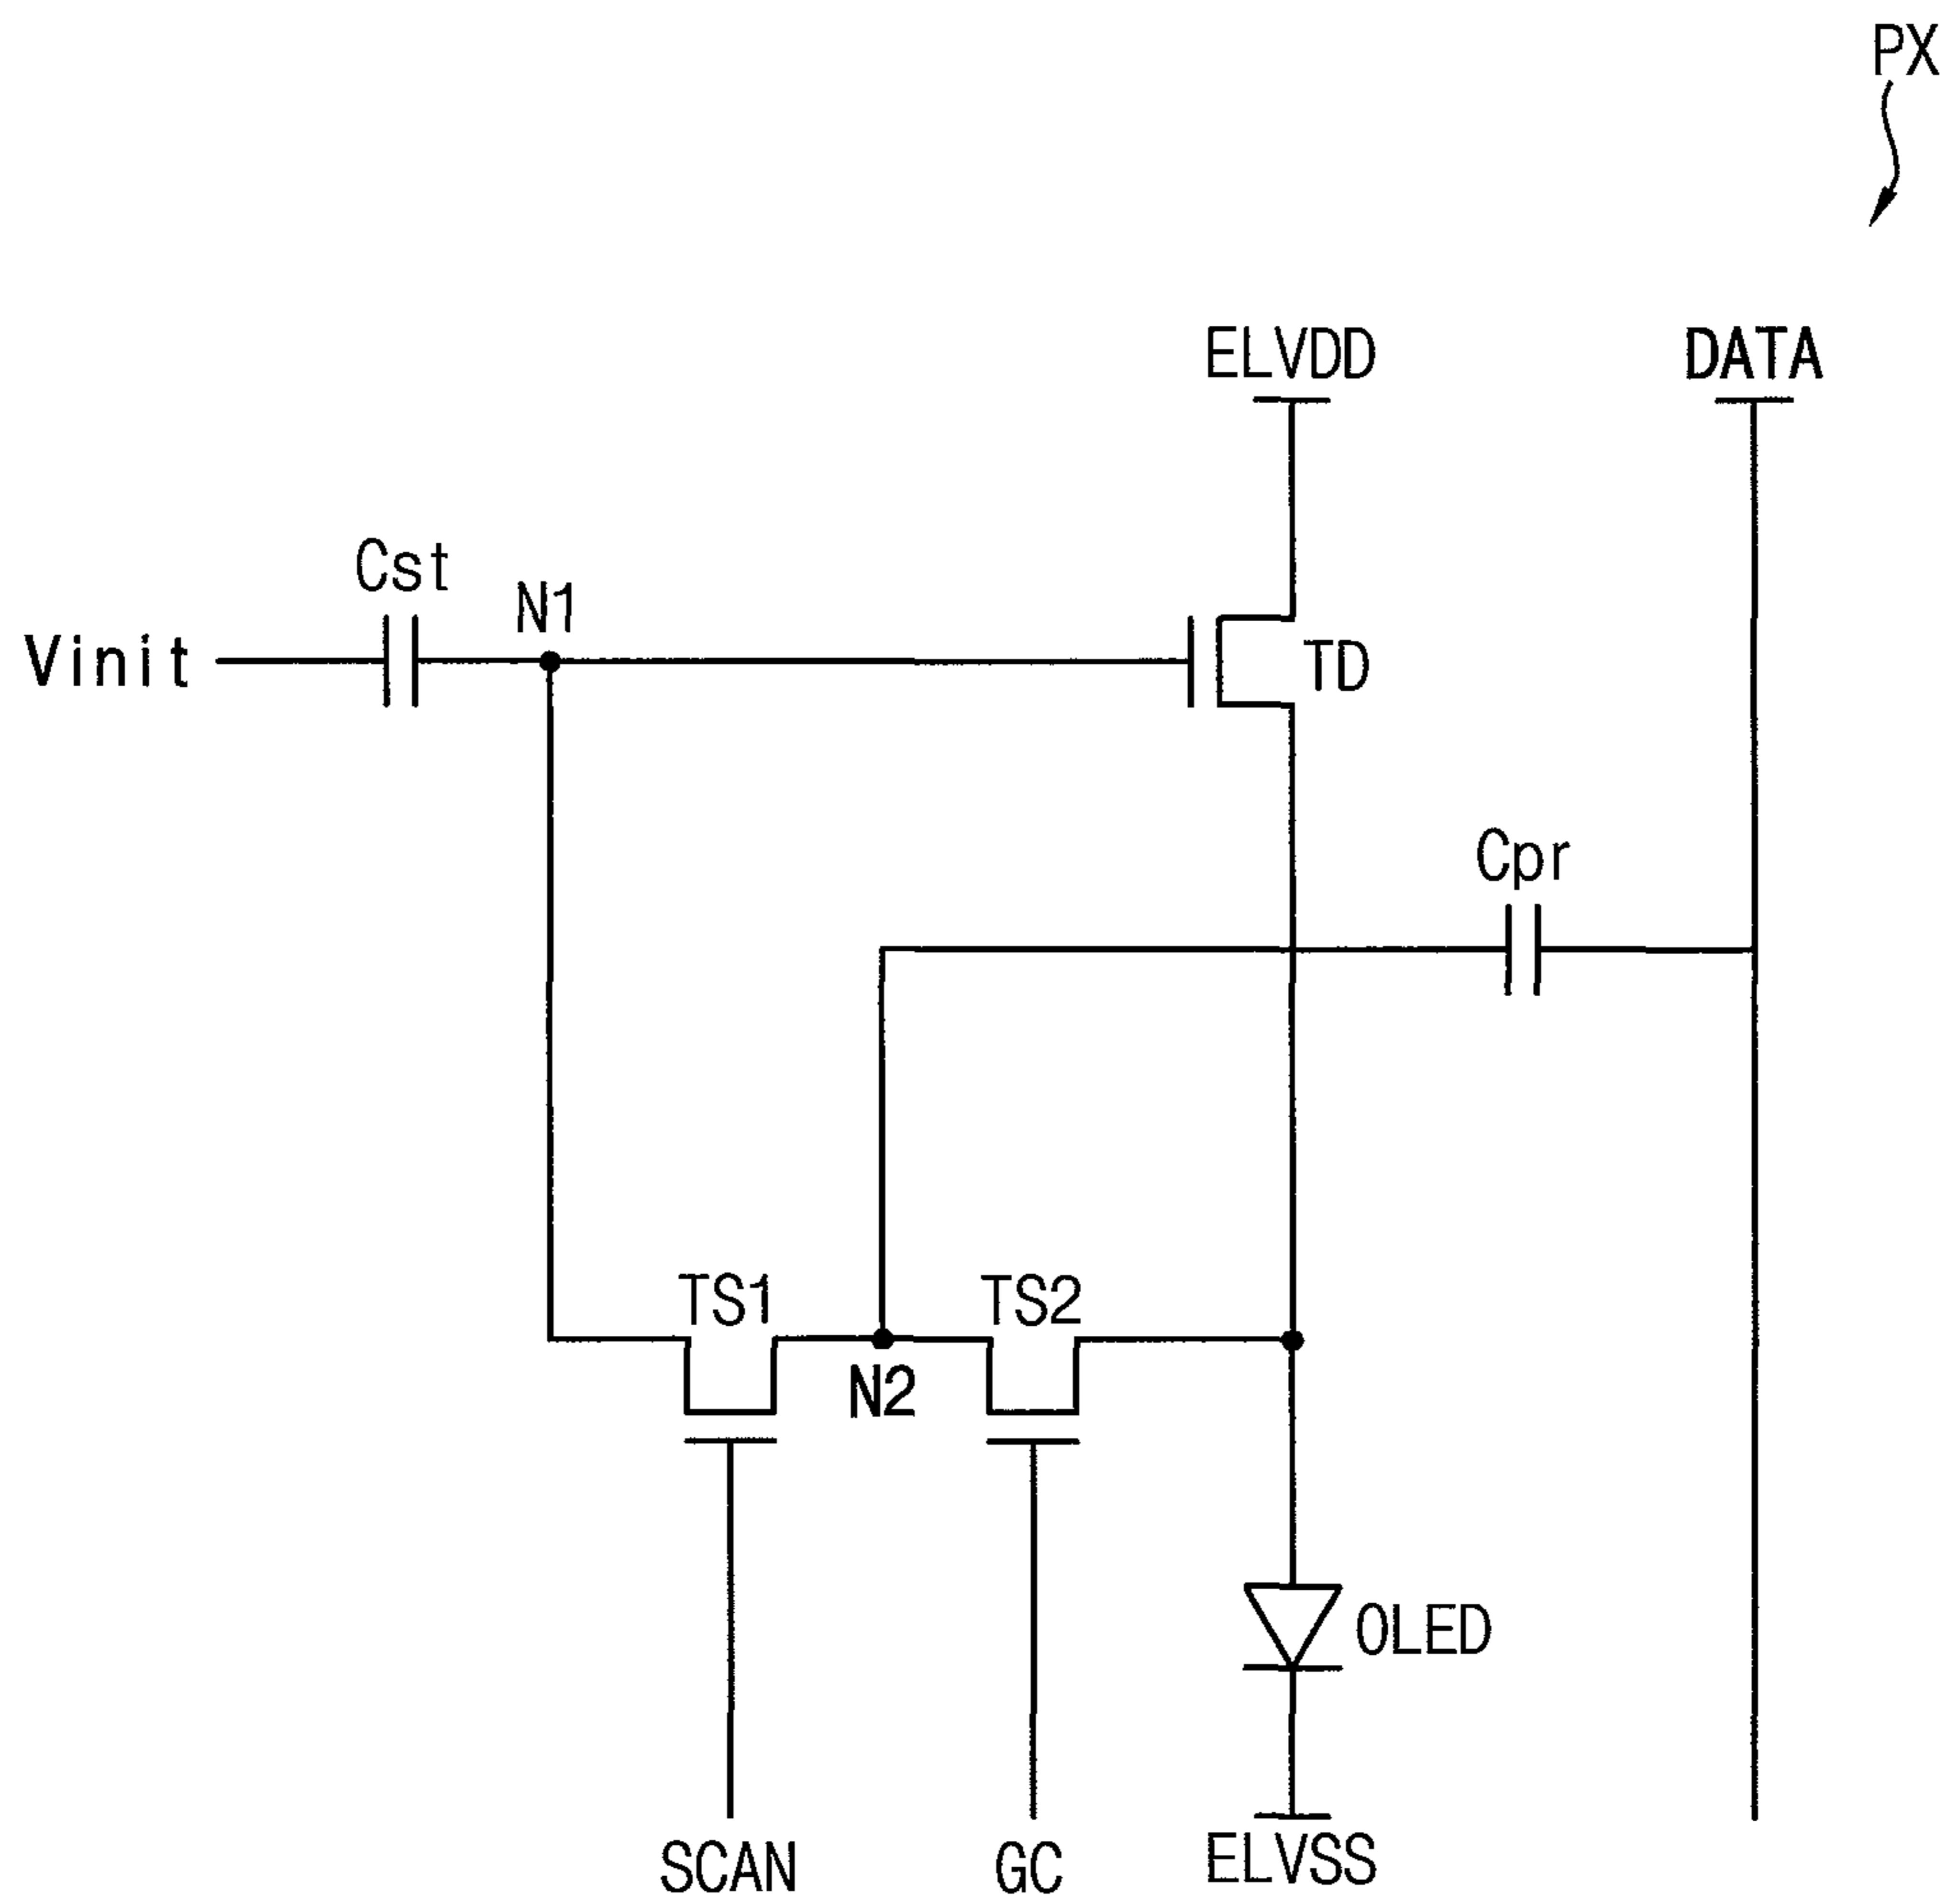 PX
ELVDD
DATA
Cst
N1
Vinit
TD
Cpr
TS1
TS2
N2
OLED
SCAN
GC
ELVSS